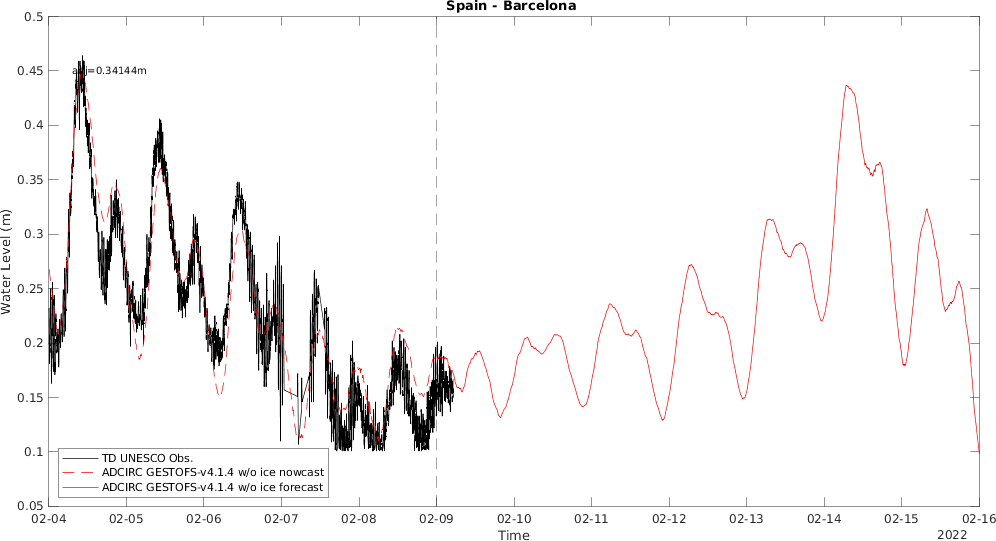 Spain - Barcelona
0.5
0.45
0.4
0.35
0.3
0.25
0.2
0.15
0.1
0.05
Water Level (m)
adj=0.34144m
TD UNESCO Obs.
ADCIRC GESTOFS-v4.1.4 w/o ice nowcast
ADCIRC GESTOFS-v4.1.4 w/o ice forecast
02-04 02-05 02-06 02-07 02-08 02-09 02-10 02-11 02-12 02-13 02-14 02-15 02-16
Time
2022